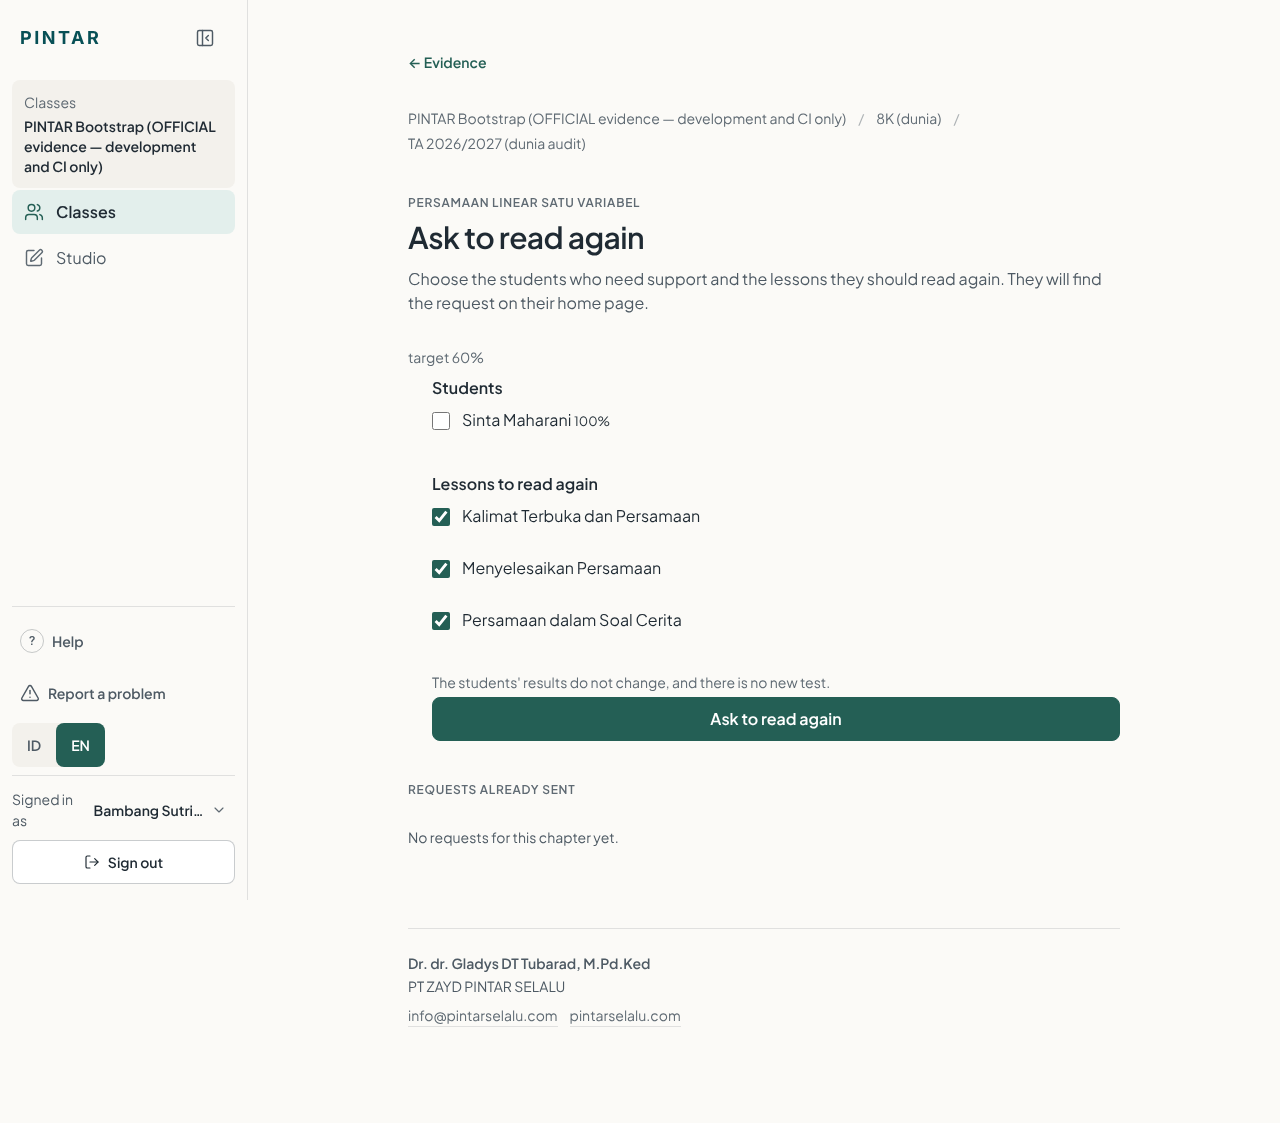 PINTAR
Classes
PINTAR Bootstrap (OFFICIAL
evidence — development
and CI only)
Classes
Studio
? Help
Report a problem
ID EN
Signed in
as
Bambang Sutri…
Sign out
← Evidence
PINTAR Bootstrap (OFFICIAL evidence — development and CI only) / 8K (dunia) /
TA 2026/2027 (dunia audit)
PERSAMAAN LINEAR SATU VARIABEL
Ask to read again
Choose the students who need support and the lessons they should read again. They will find
the request on their home page.
target 60%
Students
Sinta Maharani 100%
Lessons to read again
Kalimat Terbuka dan Persamaan
Menyelesaikan Persamaan
Persamaan dalam Soal Cerita
The students' results do not change, and there is no new test.
Ask to read again
REQUESTS ALREADY SENT
No requests for this chapter yet.
Dr. dr. Gladys DT Tubarad, M.Pd.Ked
PT ZAYD PINTAR SELALU
info@pintarselalu.com pintarselalu.com